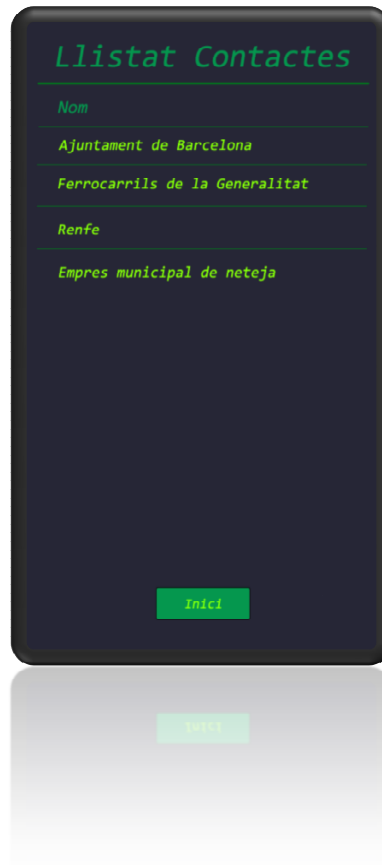 Llistat Contactes
Nom
Ajuntament de Barcelona
Ferrocarrils de la Generalitat
Renfe
Empres municipal de neteja
Inici